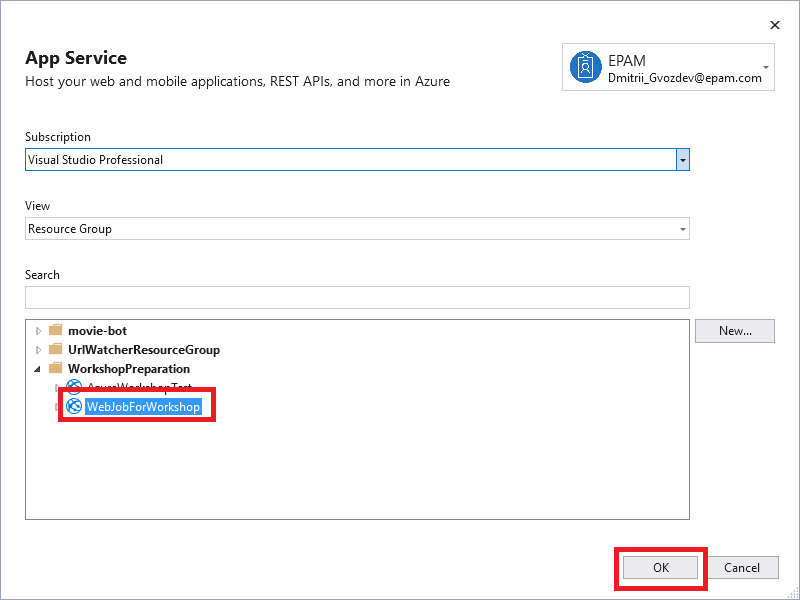 App Service
Host your web and mobile applications, REST APIs, and more in Azure
EPAM
Dmitrii_Gvozdev@epam.com
Subscription
Visual Studio Professional
View
Resource Group
Search
movie-bot
New...
UrlWatcherResourceGroup
WorkshopPreparation
AzureWorkshopTest
WebJobForWorkshop
OK
Cancel